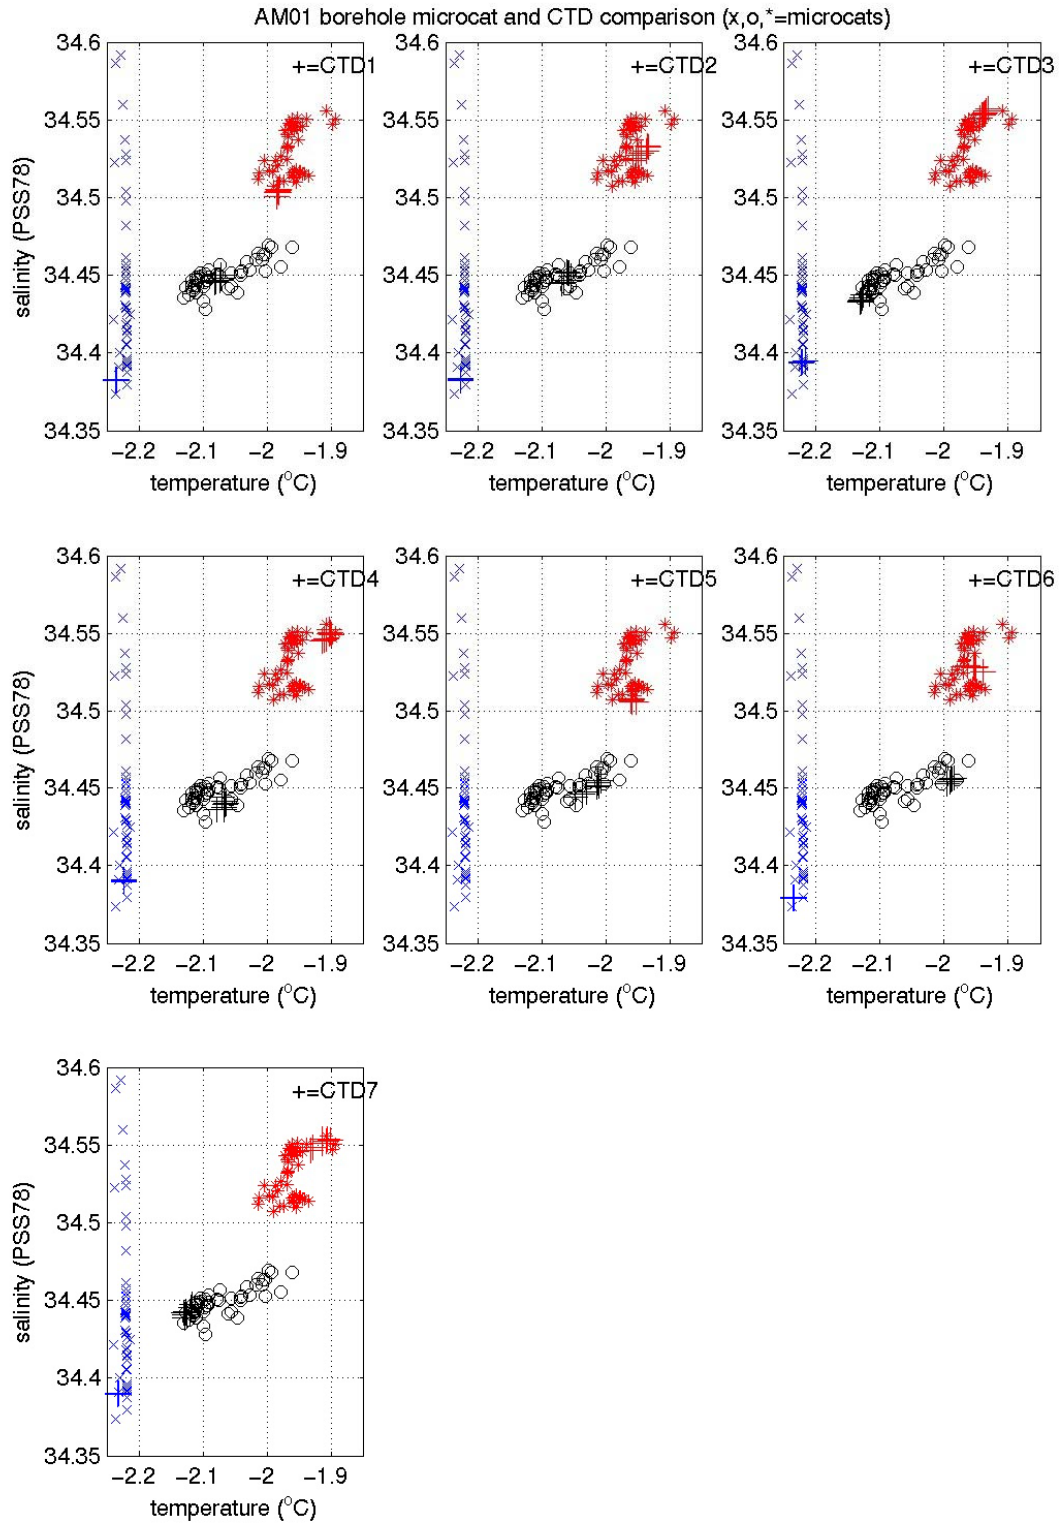 AM01 borehole microcat and CTD comparison (x,o,*=microcats)
34.6
34.55
34.5
34.45
34.4
34.35
salinity (PSS78)
+=CTD1
−2.2 −2.1 −2 −1.9
temperature (°C)
34.6
34.55
34.5
34.45
34.4
34.35
+=CTD2
−2.2 −2.1 −2 −1.9
temperature (°C)
34.6
34.55
34.5
34.45
34.4
34.35
+=CTD3
−2.2 −2.1 −2 −1.9
temperature (°C)
34.6
34.55
34.5
34.45
34.4
34.35
salinity (PSS78)
+=CTD4
−2.2 −2.1 −2 −1.9
temperature (°C)
34.6
34.55
34.5
34.45
34.4
34.35
+=CTD5
−2.2 −2.1 −2 −1.9
temperature (°C)
34.6
34.55
34.5
34.45
34.4
34.35
+=CTD6
−2.2 −2.1 −2 −1.9
temperature (°C)
34.6
34.55
34.5
34.45
34.4
34.35
salinity (PSS78)
+=CTD7
−2.2 −2.1 −2 −1.9
temperature (°C)